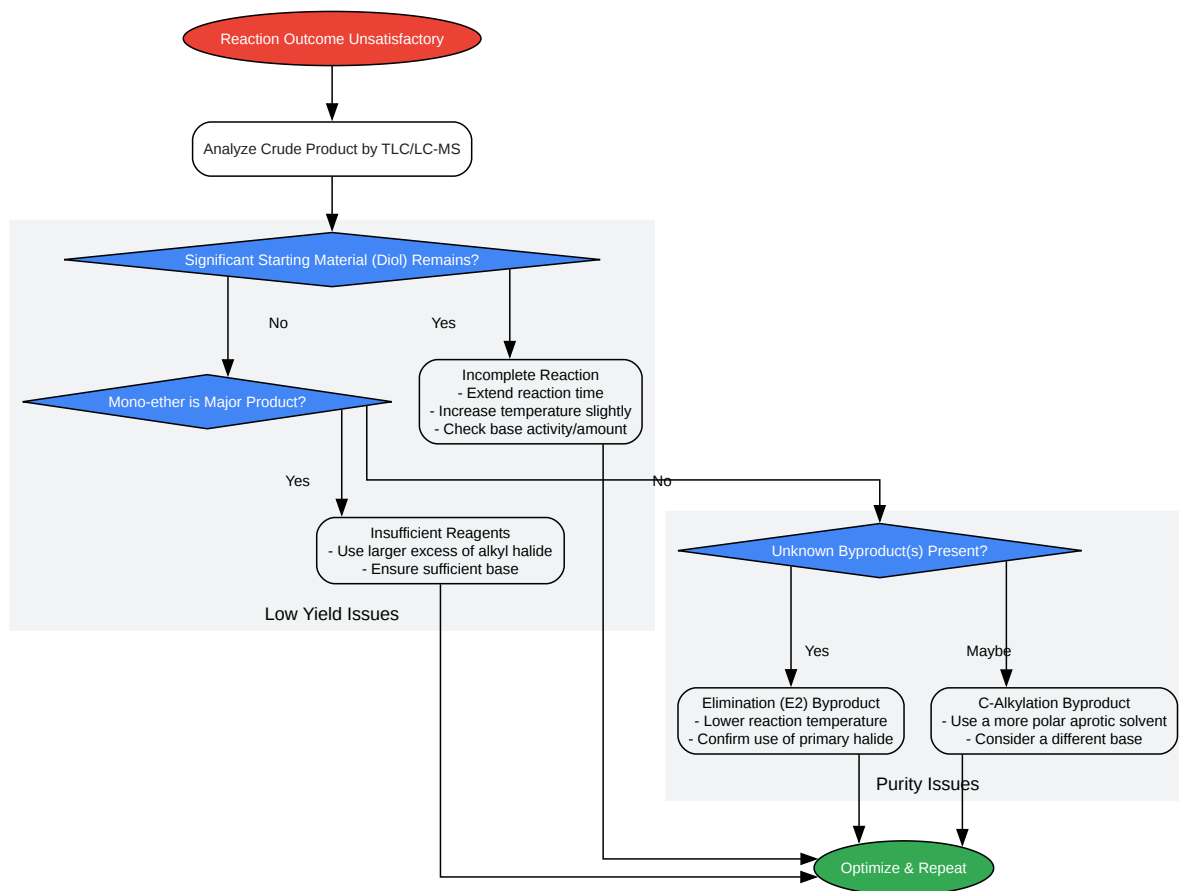 Reaction Outcome Unsatisfactory
Analyze Crude Product by TLC/LC-MS
Significant Starting Material (Diol) Remains?
No
Yes
Incomplete Reaction
- Extend reaction time
- Increase temperature slightly
- Check base activity/amount
Mono-ether is Major Product?
Yes
No
Insufficient Reagents
- Use larger excess of alkyl halide
- Ensure sufficient base
Low Yield Issues
Unknown Byproduct(s) Present?
Yes
Maybe
Elimination (E2) Byproduct
- Lower reaction temperature
- Confirm use of primary halide
C-Alkylation Byproduct
- Use a more polar aprotic solvent
- Consider a different base
Purity Issues
Optimize & Repeat